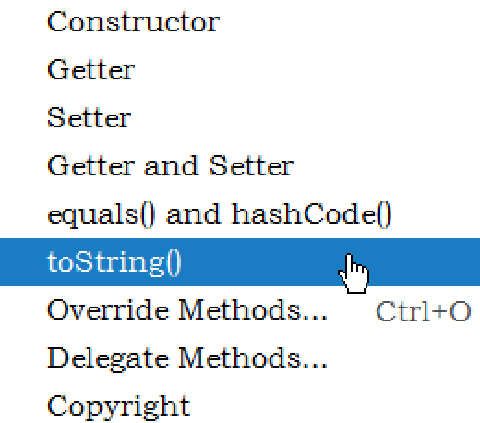 Constructor
Getter
Setter
Getter and Setter
equals() and hashCode()
toString()
Override Methods... Ctrl+O
Delegate Methods...
Copyright